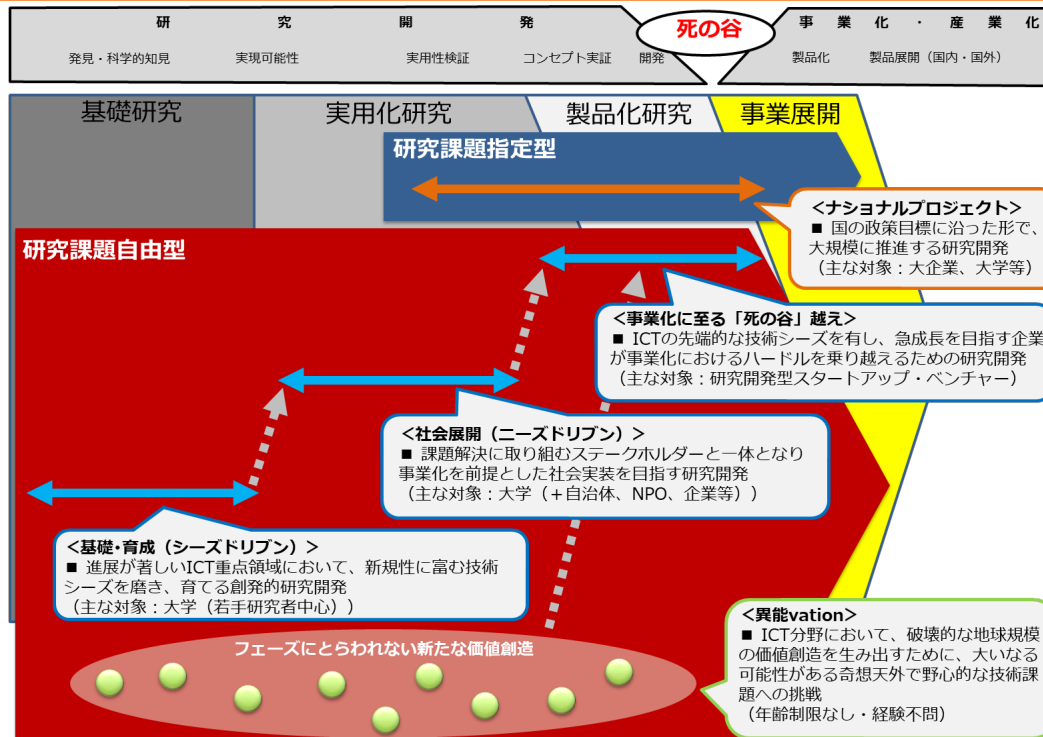 研究開発
死の谷
事業化・産業化
発見・科学的知見
実現可能性
実用性検証
コンセプト実証
開発
製品化
製品展開（国内・国外）
基礎研究
実用化研究
製品化研究
事業展開
研究課題指定型
＜ナショナルプロジェクト＞
■ 国の政策目標に沿った形で、
大規模に推進する研究開発
（主な対象：大企業、大学等）
研究課題自由型
＜事業化に至る「死の谷」越え＞
■ ICTの先端的な技術シーズを有し、急成長を目指す企業
が事業化におけるハードルを乗り越えるための研究開発
（主な対象：研究開発型スタートアップ・ベンチャー）
＜社会展開（ニーズドリブン）＞
■ 課題解決に取り組むステークホルダーと一体となり
事業化を前提とした社会実装を目指す研究開発
（主な対象：大学（＋自治体、NPO、企業等））
＜基礎・育成（シーズドリブン）＞
■ 進展が著しいICT重点領域において、新規性に富む技術
シーズを磨き、育てる創発的研究開発
（主な対象：大学（若手研究者中心））
フェーズにとらわれない新たな価値創造
＜異能vation＞
■ ICT分野において、破壊的な地球規模
の価値創造を生み出すために、大いなる
可能性がある奇想天外で野心的な技術課
題への挑戦
（年齢制限なし・経験不問）